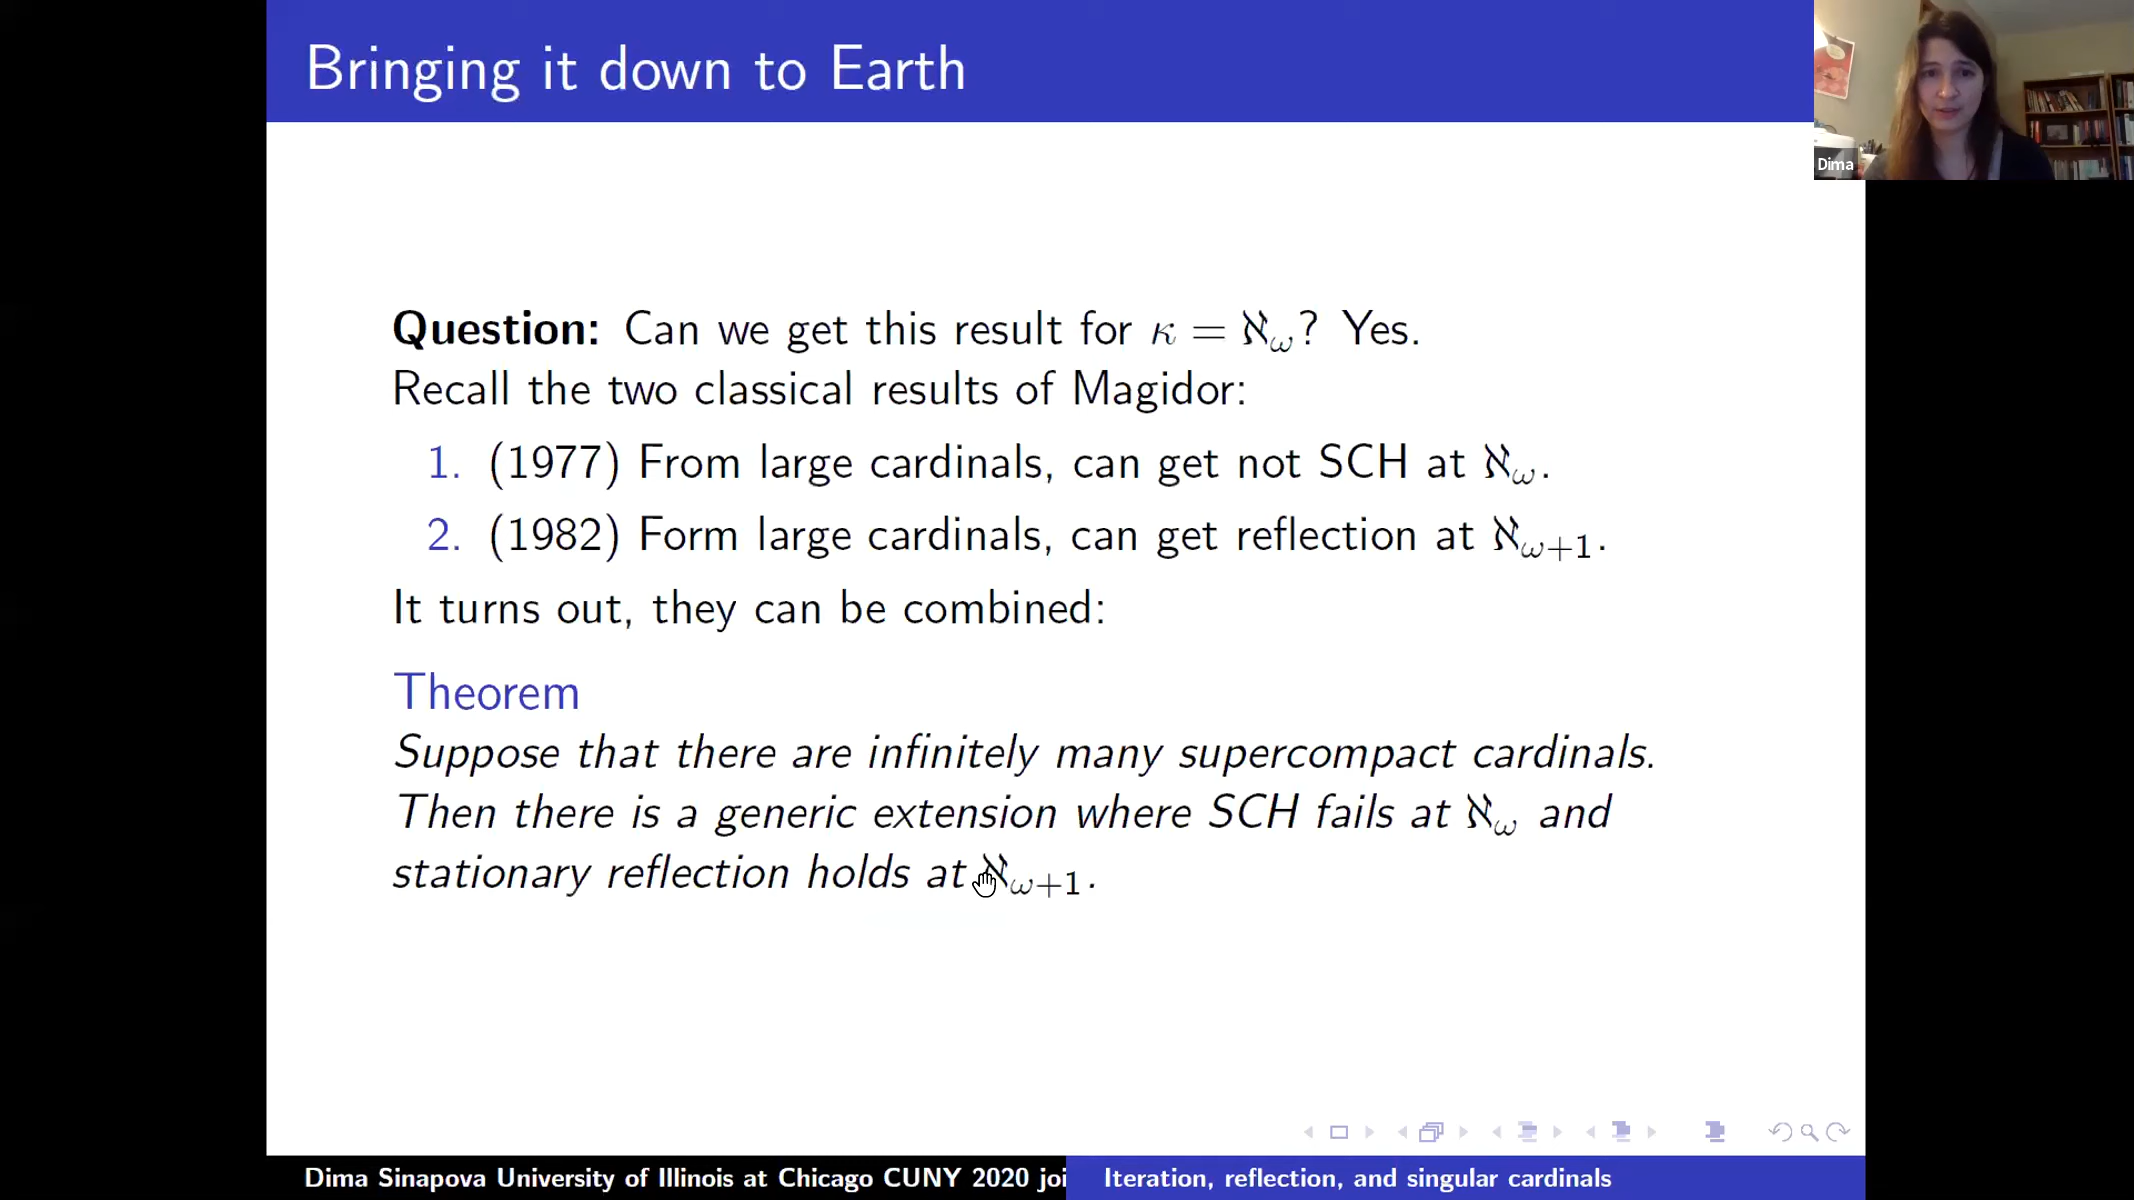 Bringing it down to Earth
Dima
Question: Can we get this result for κ = ℵ_ω? Yes.
Recall the two classical results of Magidor:
1. (1977) From large cardinals, can get not SCH at ℵ_ω.
2. (1982) Form large cardinals, can get reflection at ℵ_{ω+1}.
It turns out, they can be combined:
Theorem
Suppose that there are infinitely many supercompact cardinals.
Then there is a generic extension where SCH fails at ℵ_ω and
stationary reflection holds at ℵ_{ω+1}.
Dima Sinapova University of Illinois at Chicago CUNY 2020 joi
Iteration, reflection, and singular cardinals